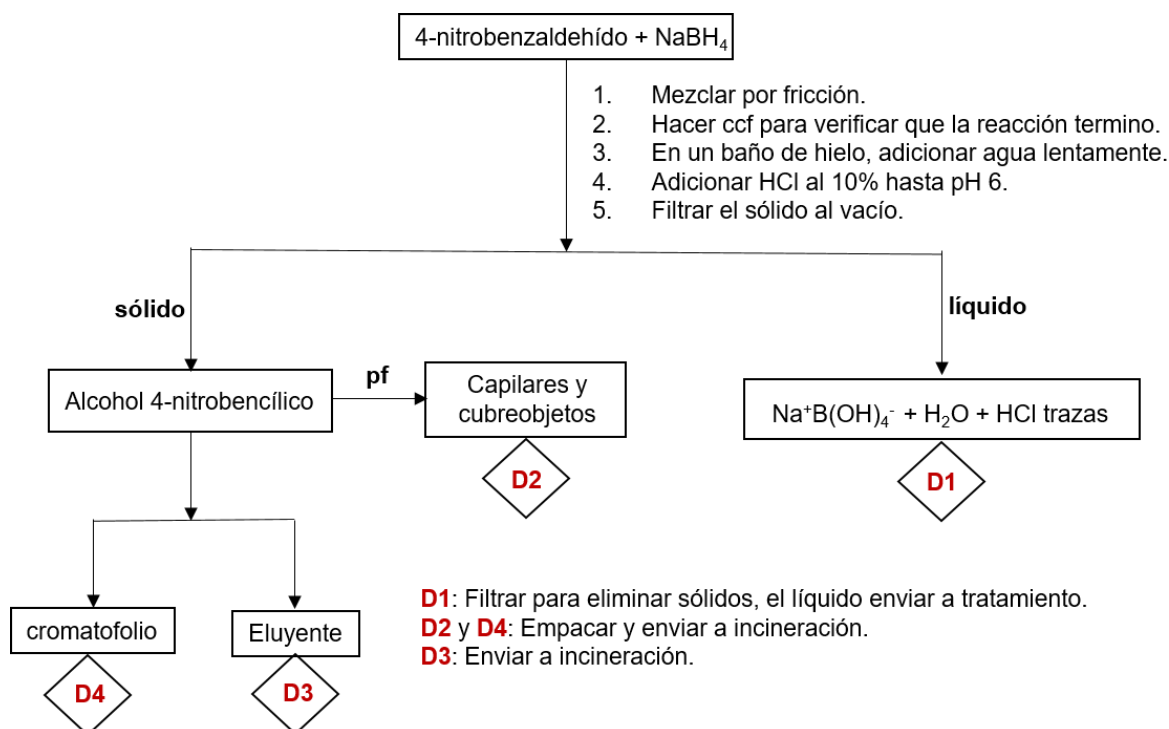 4-nitrobenzaldehído + NaBH₄
1. Mezclar por fricción.
2. Hacer ccf para verificar que la reacción termino.
3. En un baño de hielo, adicionar agua lentamente.
4. Adicionar HCl al 10% hasta pH 6.
5. Filtrar el sólido al vacío.
sólido
líquido
Alcohol 4-nitrobencílico
pf
Capilares y
cubreobjetos
Na⁺B(OH)₄⁻ + H₂O + HCl trazas
D2
D1
cromatofolio
Eluyente
D4
D3
D1: Filtrar para eliminar sólidos, el líquido enviar a tratamiento.
D2 y D4: Empacar y enviar a incineración.
D3: Enviar a incineración.